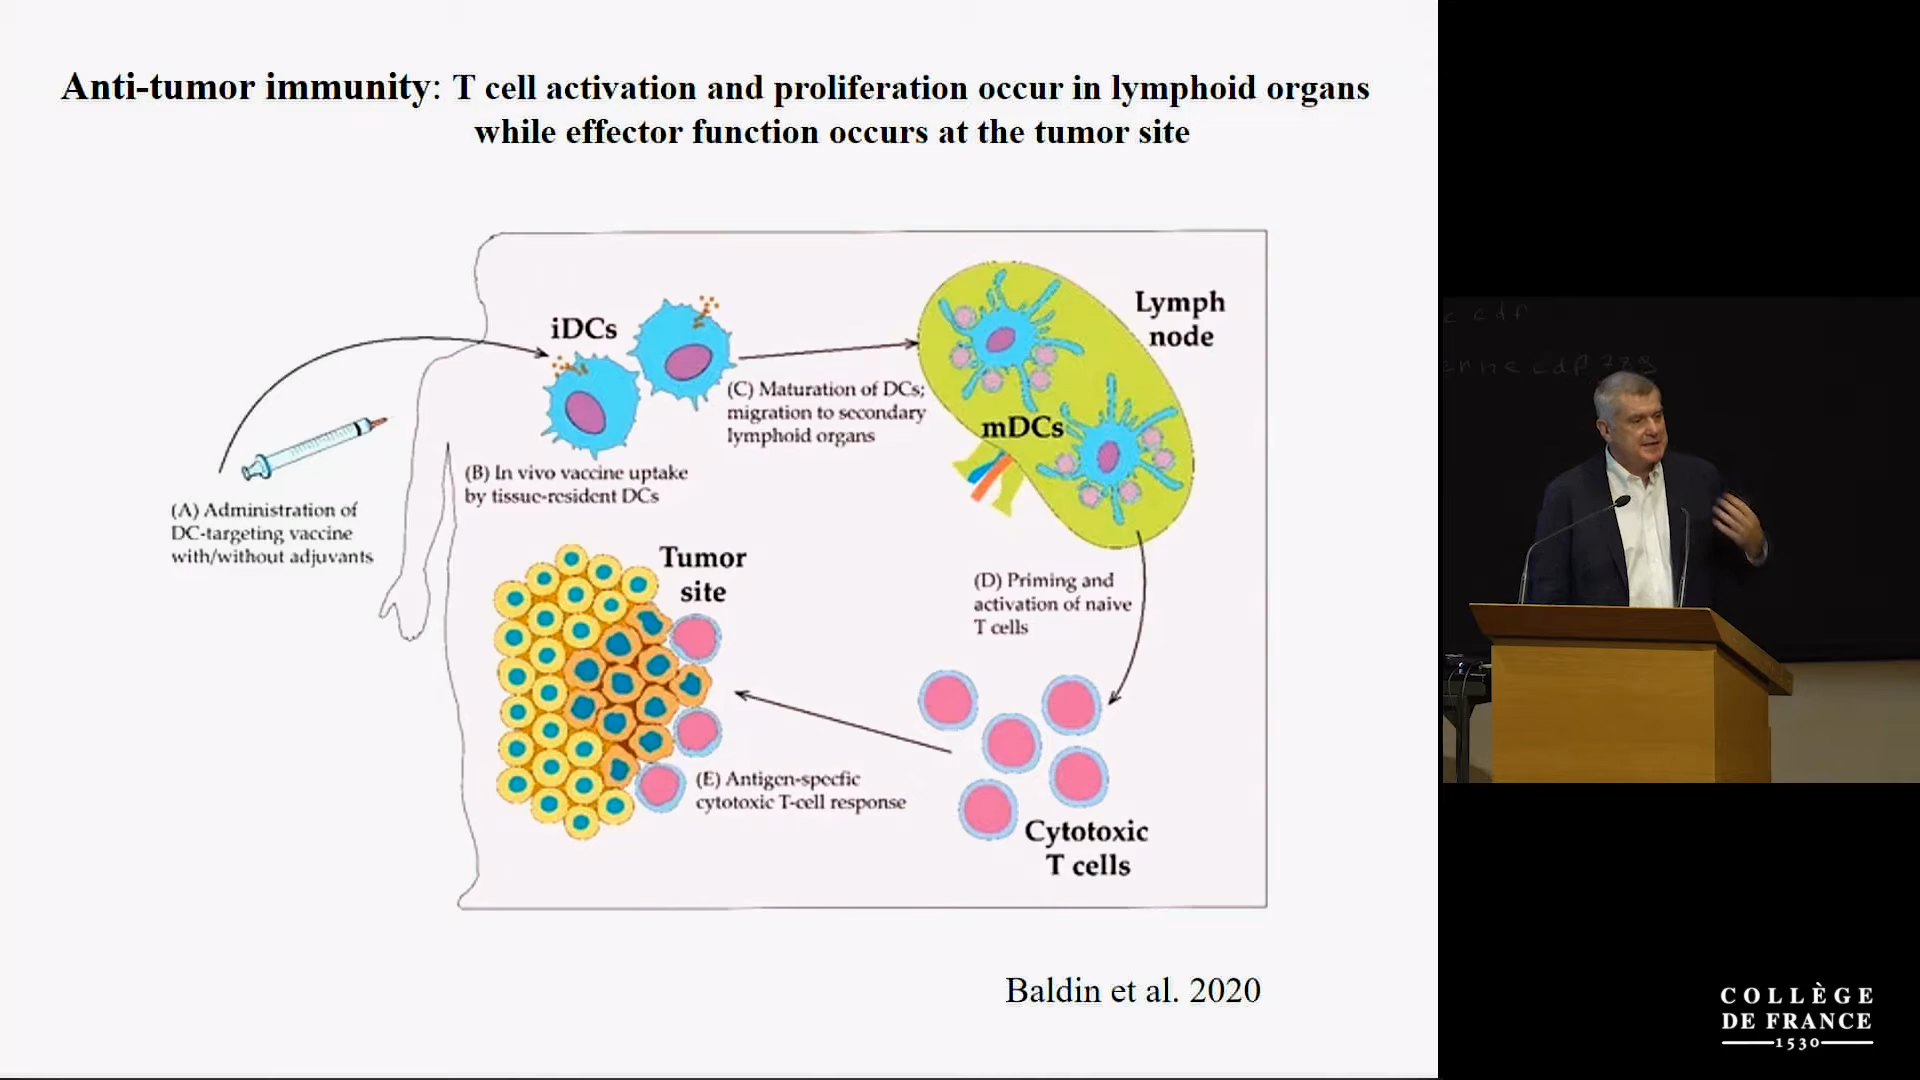 Anti-tumor immunity: T cell activation and proliferation occur in lymphoid organs
while effector function occurs at the tumor site
iDCs
Lymph
node
(C) Maturation of DCs;
migration to secondary
lymphoid organs
mDCs
(B) In vivo vaccine uptake
by tissue-resident DCs
(A) Administration of
DC-targeting vaccine
with/without adjuvants
Tumor
site
(D) Priming and
activation of naive
T cells
(E) Antigen-specfic
cytotoxic T-cell response
Cytotoxic
T cells
Baldin et al. 2020
cdf
COLLÈGE
DE FRANCE
1530